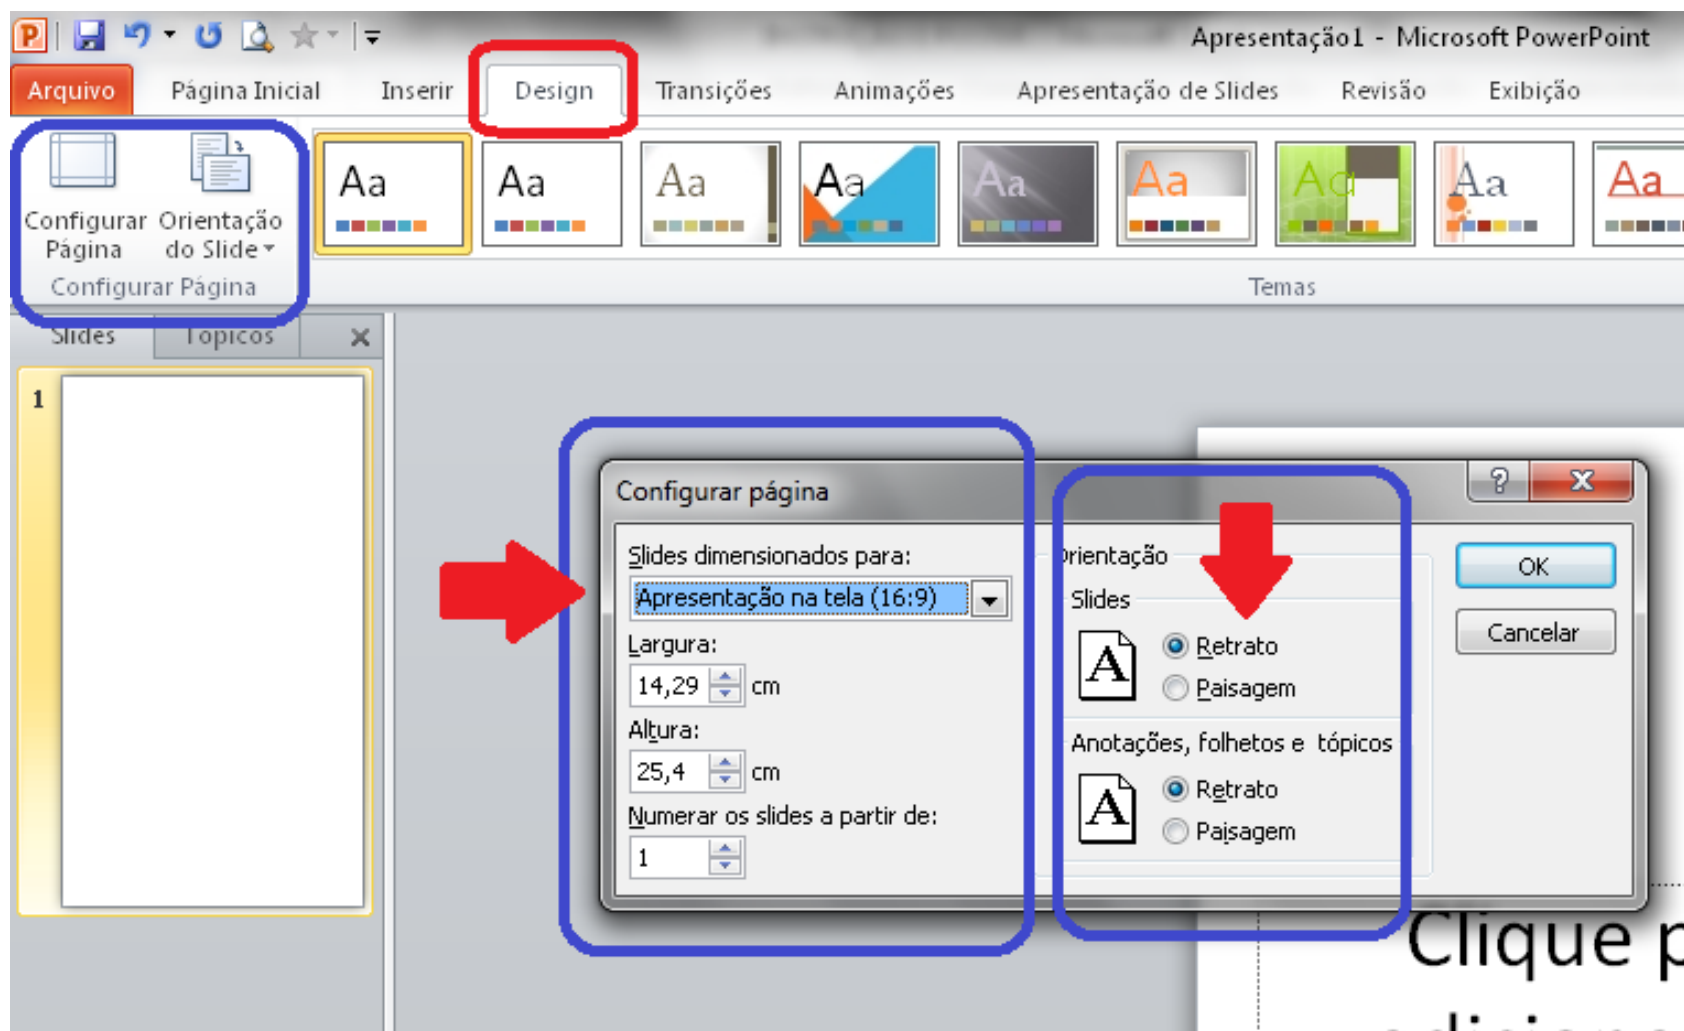 Apresentação1 - Microsoft PowerPoint
Arquivo Página Inicial Inserir Design Transições Animações Apresentação de Slides Revisão Exibição
Aa Aa Aa Aa Aa Aa Aa Aa Aa
Configurar Página
Orientação do Slide
Configurar Página
Temas
Slides Tópicos
1
Configurar página
Slides dimensionados para:
Apresentação na tela (16:9)
Largura:
14,29 cm
Altura:
25,4 cm
Numerar os slides a partir de:
1
Orientação
Slides
A
Retrato
Paisagem
Anotações, folhetos e tópicos
A
Retrato
Paisagem
OK
Cancelar
Clique p